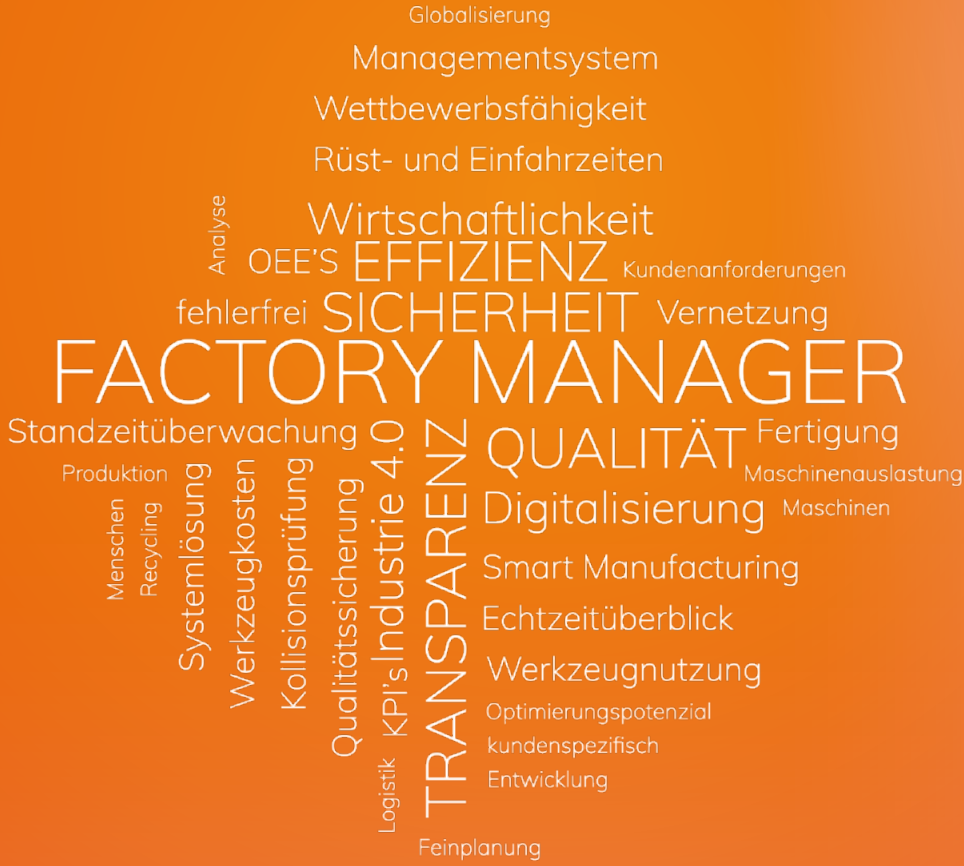 Globalisierung
Managementsystem
Wettbewerbsfähigkeit
Rüst- und Einfahrzeiten
Analyse
Wirtschaftlichkeit
OEE'S
EFFIZIENZ
Kundenanforderungen
fehlerfrei
SICHERHEIT
Vernetzung
FACTORY MANAGER
Standzeitüberwachung
Produktion
Menschen
Recycling
Systemlösung
Werkzeugkosten
Kollisionsprüfung
Qualitätssicherung
Industrie 4.0
KPI's
Logistik
TRANSPARENZ
QUALITÄT
Fertigung
Maschinenauslastung
Digitalisierung
Maschinen
Smart Manufacturing
Echtzeitüberblick
Werkzeugnutzung
Optimierungspotenzial
kundenspezifisch
Entwicklung
Feinplanung